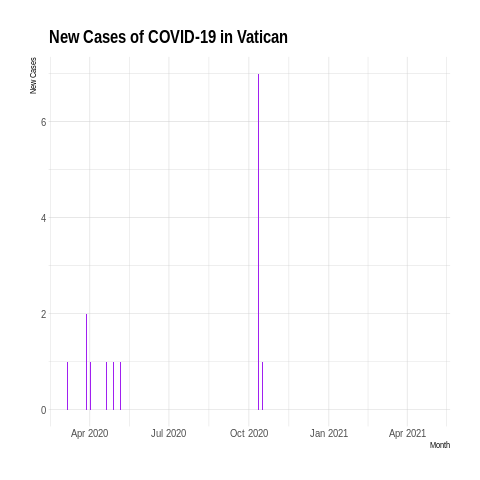 New Cases of COVID-19 in Vatican
New Cases
6
4
2
0
Apr 2020 Jul 2020 Oct 2020 Jan 2021 Apr 2021
Month